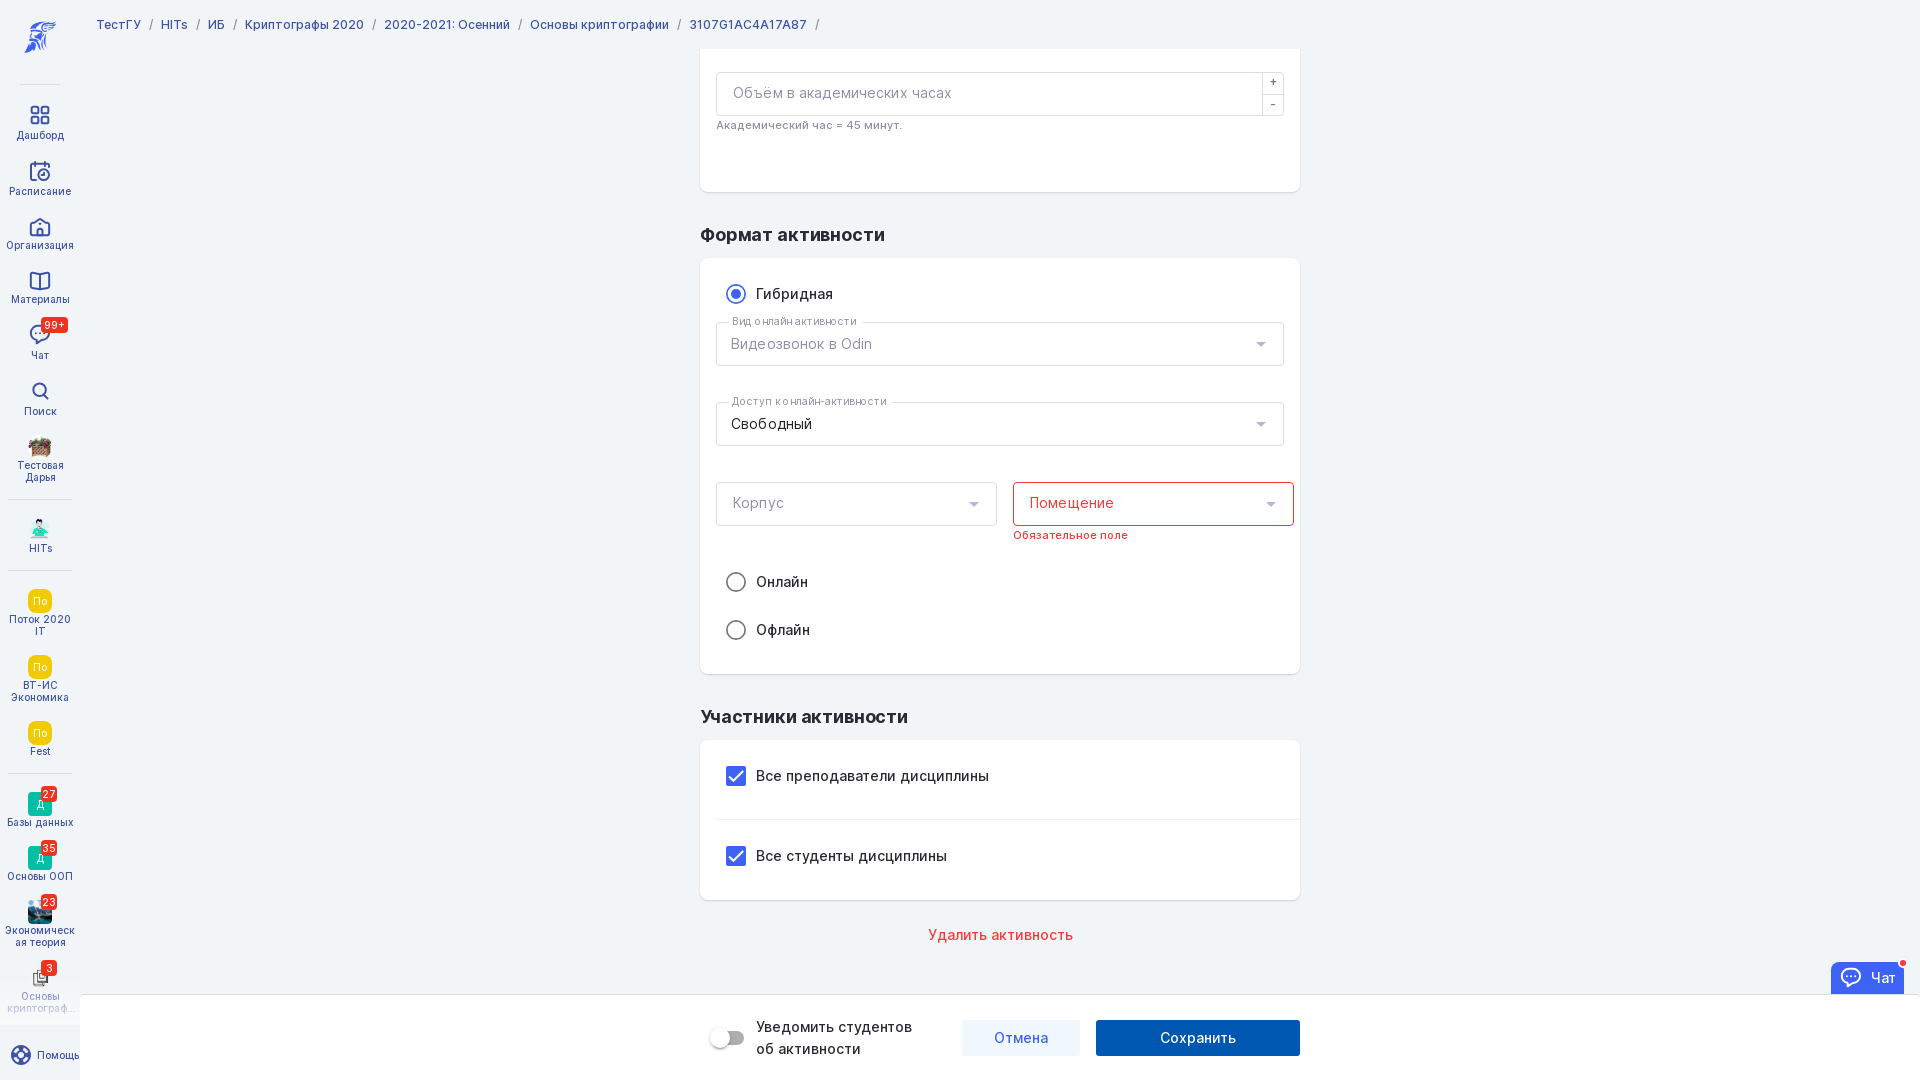 ТестГУ / HITs / ИБ / Криптографы 2020 / 2020-2021: Осенний / Основы криптографии / 3107G1AC4A17A87 /
Дашборд
Расписание
Организация
Материалы
99+
Чат
Поиск
Тестовая
Дарья
HITs
По
Поток 2020
IT
По
ВТ-ИС
Экономика
По
Fest
27
Д
Базы данных
35
Д
Основы ООП
23
Экономическ
ая теория
3
Основы
криптограф...
Помощь
Объём в академических часах
+
-
Академический час = 45 минут.
Формат активности
Гибридная
Вид онлайн активности
Видеозвонок в Odin
Доступ к онлайн-активности
Свободный
Корпус
Помещение
Обязательное поле
Онлайн
Офлайн
Участники активности
Все преподаватели дисциплины
Все студенты дисциплины
Удалить активность
Чат
Уведомить студентов
об активности
Отмена
Сохранить